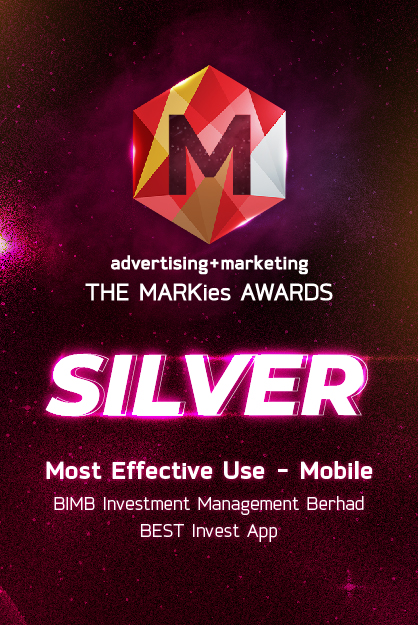 M
advertising+marketing
THE MARKies AWARDS
SILVER
Most Effective Use - Mobile
BIMB Investment Management Berhad
BEST Invest App